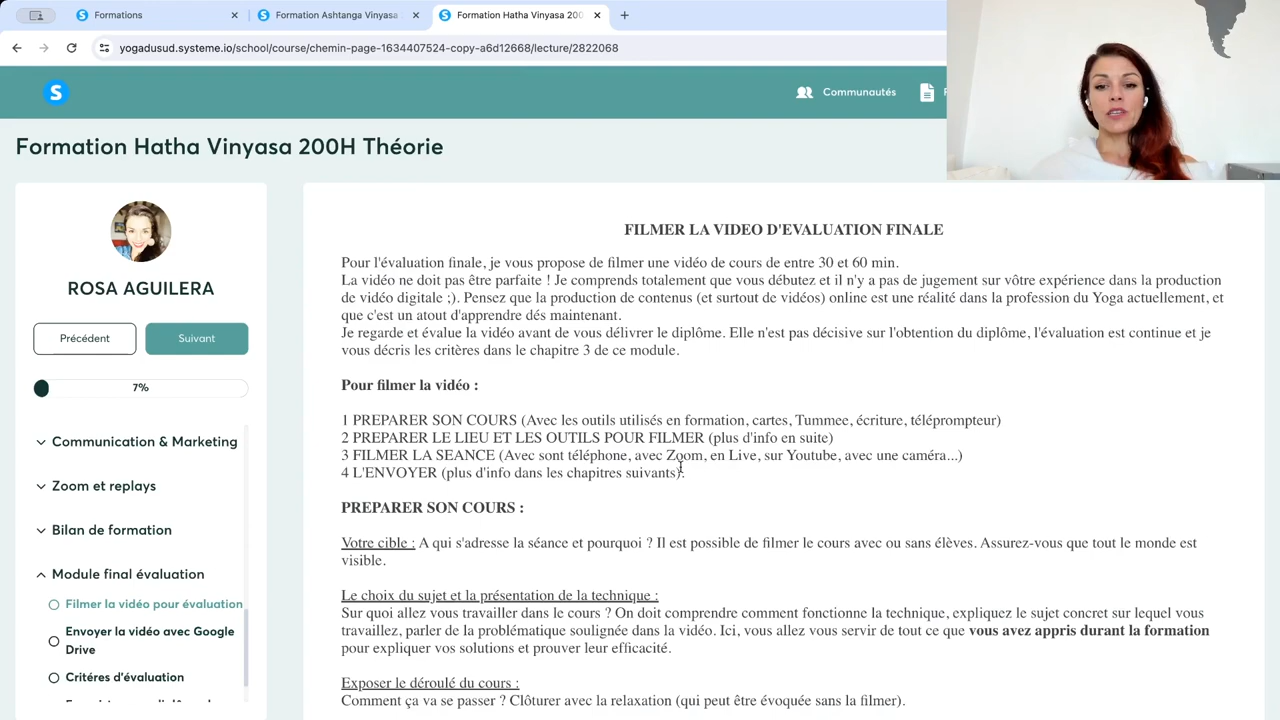 Formations
Formation Ashtanga Vinyasa
Formation Hatha Vinyasa 200
yogadusud.systeme.io/school/course/chemin-page-1634407524-copy-a6d12668/lecture/2822068
S
Communautés
Formation Hatha Vinyasa 200H Théorie
ROSA AGUILERA
Précédent
Suivant
7%
Communication & Marketing
Zoom et replays
Bilan de formation
Module final évaluation
Filmer la vidéo pour évaluation
Envoyer la vidéo avec Google
Drive
Critéres d'évaluation
FILMER LA VIDEO D'EVALUATION FINALE
Pour l'évaluation finale, je vous propose de filmer une vidéo de cours de entre 30 et 60 min.
La vidéo ne doit pas être parfaite ! Je comprends totalement que vous débutez et il n'y a pas de jugement sur vôtre expérience dans la production
de vidéo digitale ;). Pensez que la production de contenus (et surtout de vidéos) online est une réalité dans la profession du Yoga actuellement, et
que c'est un atout d'apprendre dés maintenant.
Je regarde et évalue la vidéo avant de vous délivrer le diplôme. Elle n'est pas décisive sur l'obtention du diplôme, l'évaluation est continue et je
vous décris les critères dans le chapitre 3 de ce module.
Pour filmer la vidéo :
1 PREPARER SON COURS (Avec les outils utilisés en formation, cartes, Tummee, écriture, téléprompteur)
2 PREPARER LE LIEU ET LES OUTILS POUR FILMER (plus d'info en suite)
3 FILMER LA SEANCE (Avec sont téléphone, avec Zoom, en Live, sur Youtube, avec une caméra...)
4 L'ENVOYER (plus d'info dans les chapitres suivants).
PREPARER SON COURS :
Votre cible : A qui s'adresse la séance et pourquoi ? Il est possible de filmer le cours avec ou sans élèves. Assurez-vous que tout le monde est
visible.
Le choix du sujet et la présentation de la technique :
Sur quoi allez vous travailler dans le cours ? On doit comprendre comment fonctionne la technique, expliquez le sujet concret sur lequel vous
travaillez, parler de la problématique soulignée dans la vidéo. Ici, vous allez vous servir de tout ce que vous avez appris durant la formation
pour expliquer vos solutions et prouver leur efficacité.
Exposer le déroulé du cours :
Comment ça va se passer ? Clôturer avec la relaxation (qui peut être évoquée sans la filmer).